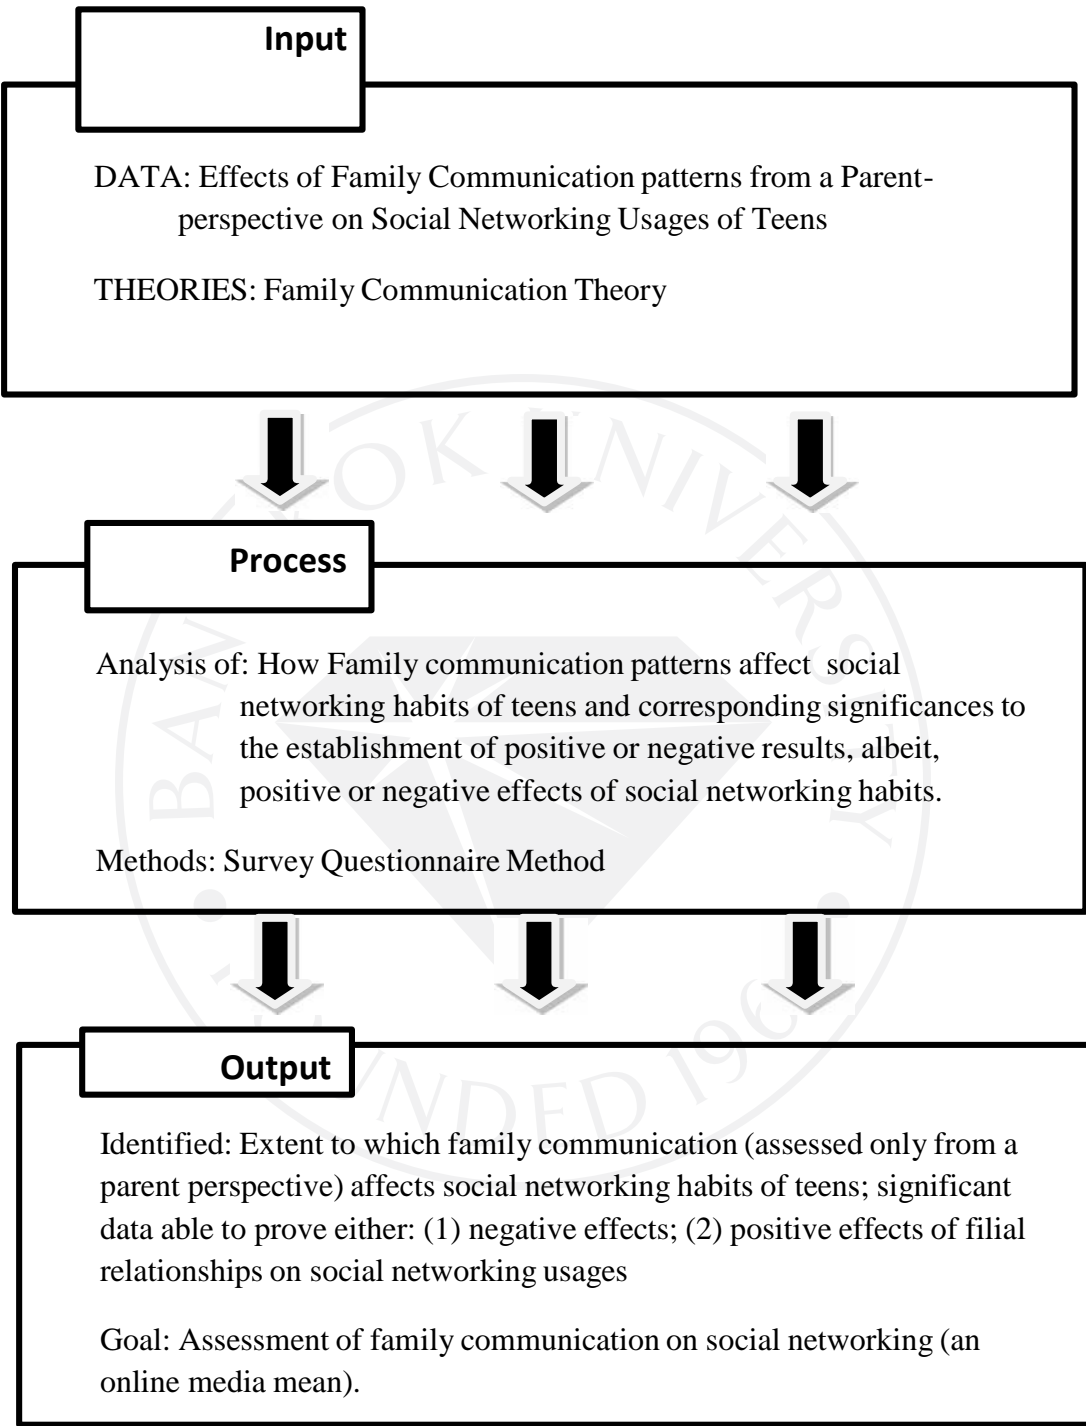 Input
DATA: Effects of Family Communication patterns from a Parent-
perspective on Social Networking Usages of Teens
THEORIES: Family Communication Theory
Process
Analysis of: How Family communication patterns affect social
networking habits of teens and corresponding significances to
the establishment of positive or negative results, albeit,
positive or negative effects of social networking habits.
Methods: Survey Questionnaire Method
Output
Identified: Extent to which family communication (assessed only from a
parent perspective) affects social networking habits of teens; significant
data able to prove either: (1) negative effects; (2) positive effects of filial
relationships on social networking usages
Goal: Assessment of family communication on social networking (an
online media mean).